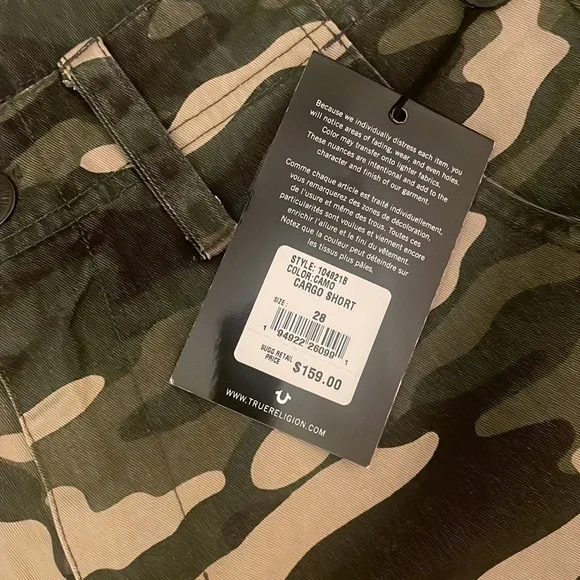 Because we individually distress each item, you
will notice areas of fading, wear, and even holes.
Color may transfer onto lighter fabrics.
These nuances are intentional and add to the
character and finish of our garment.
Comme chaque article est traité individuellement,
vous remarquerez des zones de décoloration,
de l'usure et même des trous. Toutes ces
particularités sont voulues et viennent encore
enrichir l'allure et le fini du vêtement.
Notez que la couleur peut déteindre sur
les tissus plus pâles.
STYLE: 104821B
COLOR:CAMO
CARGO SHORT
SIZE:
28
1 94922 26099 1
SUGG RETAIL
PRICE
$159.00
WWW.TRUERELIGION.COM